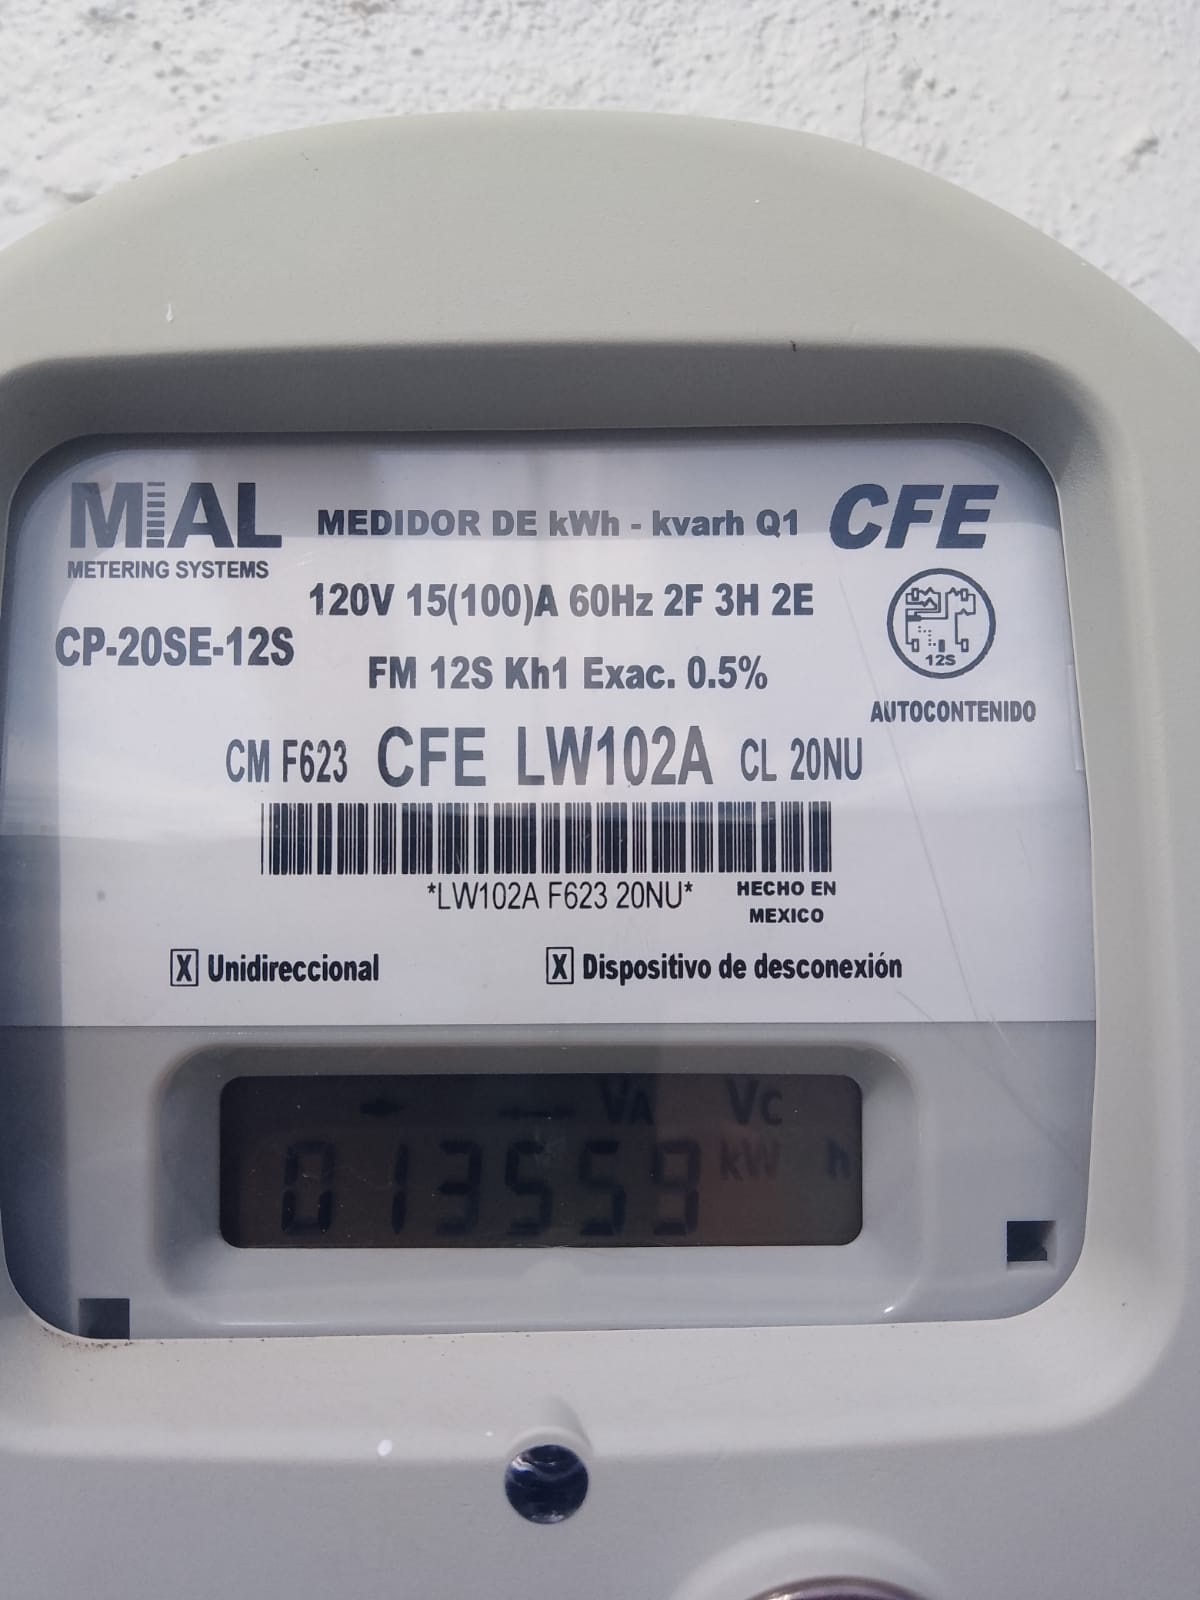 MIAL
METERING SYSTEMS
MEDIDOR DE kWh - kvarh Q1
CFE
120V 15(100)A 60Hz 2F 3H 2E
CP-20SE-12S
FM 12S Kh1 Exac. 0.5%
12S
AUTOCONTENIDO
CM F623 CFE LW102A CL 20NU
*LW102A F623 20NU*
HECHO EN
MEXICO
X Unidireccional
X Dispositivo de desconexión
VA VC
013559 kW h